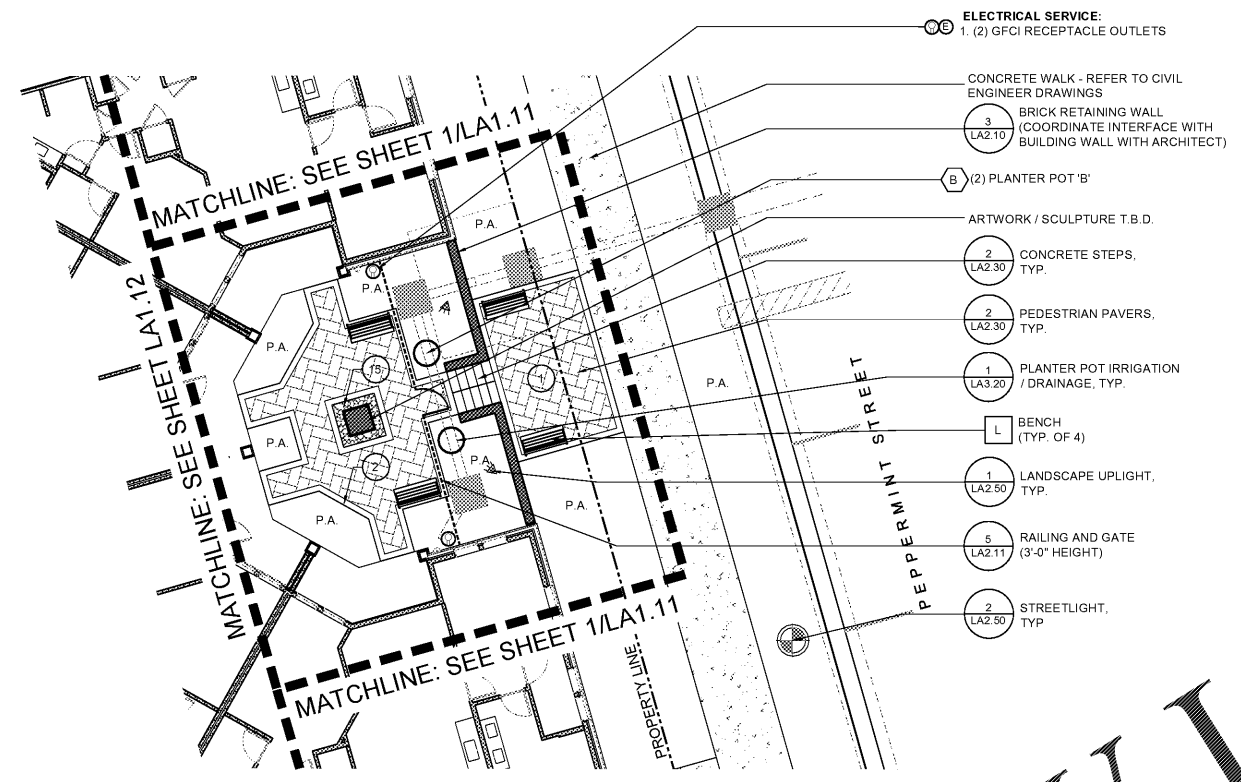 ELECTRICAL SERVICE:
E
1. (2) GFCI RECEPTACLE OUTLETS
CONCRETE WALK - REFER TO CIVIL
ENGINEER DRAWINGS
3
LA2.10
BRICK RETAINING WALL
(COORDINATE INTERFACE WITH
BUILDING WALL WITH ARCHITECT)
B
(2) PLANTER POT 'B'
ARTWORK / SCULPTURE T.B.D.
2
LA2.30
CONCRETE STEPS,
TYP.
2
LA2.30
PEDESTRIAN PAVERS,
TYP.
1
LA3.20
PLANTER POT IRRIGATION
/ DRAINAGE, TYP.
L
BENCH
(TYP. OF 4)
1
LA2.50
LANDSCAPE UPLIGHT,
TYP.
5
LA2.11
RAILING AND GATE
(3'-0" HEIGHT)
2
LA2.50
STREETLIGHT,
TYP
MATCHLINE: SEE SHEET 1/LA1.11
MATCHLINE: SEE SHEET LA1.12
MATCHLINE: SEE SHEET 1/LA1.11
P.A.
P.A.
P.A.
P.A.
P.A.
P.A.
P.A.
P.A.
15
12
1
PROPERTY LINE
PEPPERMINT STREET